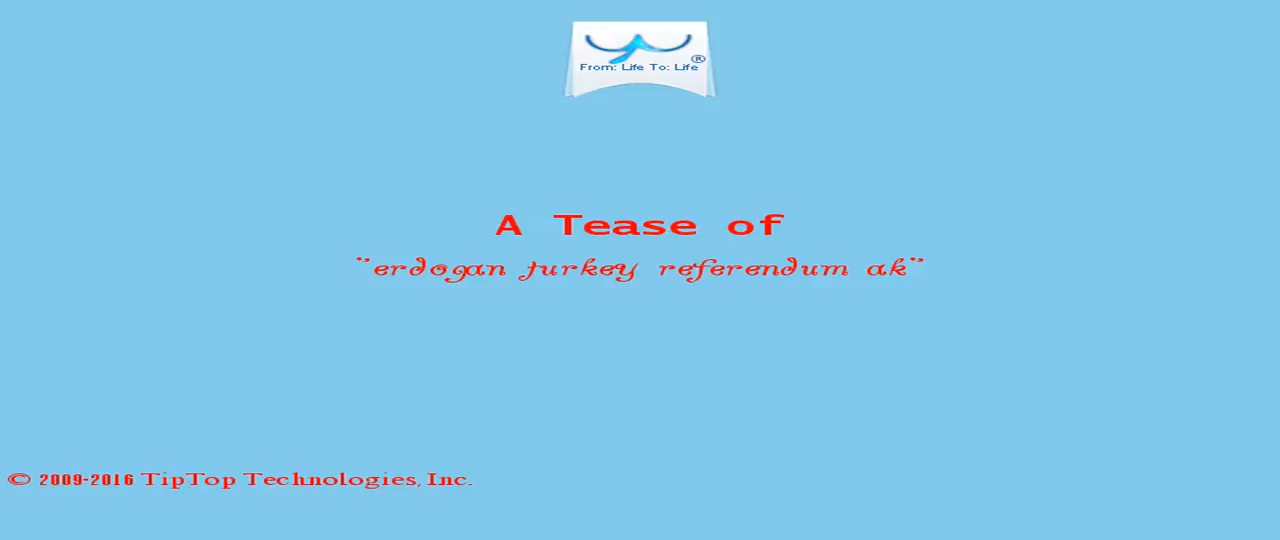 From: Life To: Life ®
A Tease of
"erdogan turkey referendum ak"
© 2009-2016 TipTop Technologies, Inc.